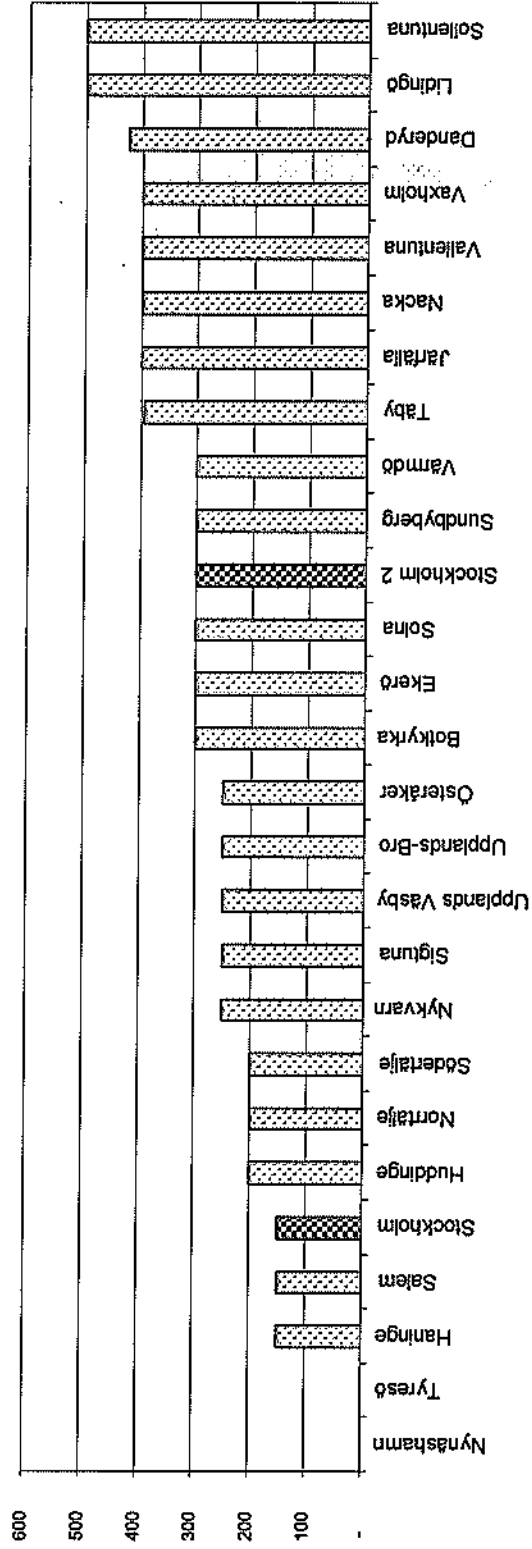 600
500
400
300
200
100
-
Nynäshamn
Tyresö
Haninge
Salem
Stockholm
Huddinge
Norrtälje
Södertälje
Nykvarn
Sigtuna
Upplands Väsby
Upplands-Bro
Österåker
Botkyrka
Ekerö
Solna
Stockholm 2
Sundbyberg
Värmdö
Täby
Järfälla
Nacka
Vallentuna
Vaxholm
Danderyd
Lidingö
Sollentuna